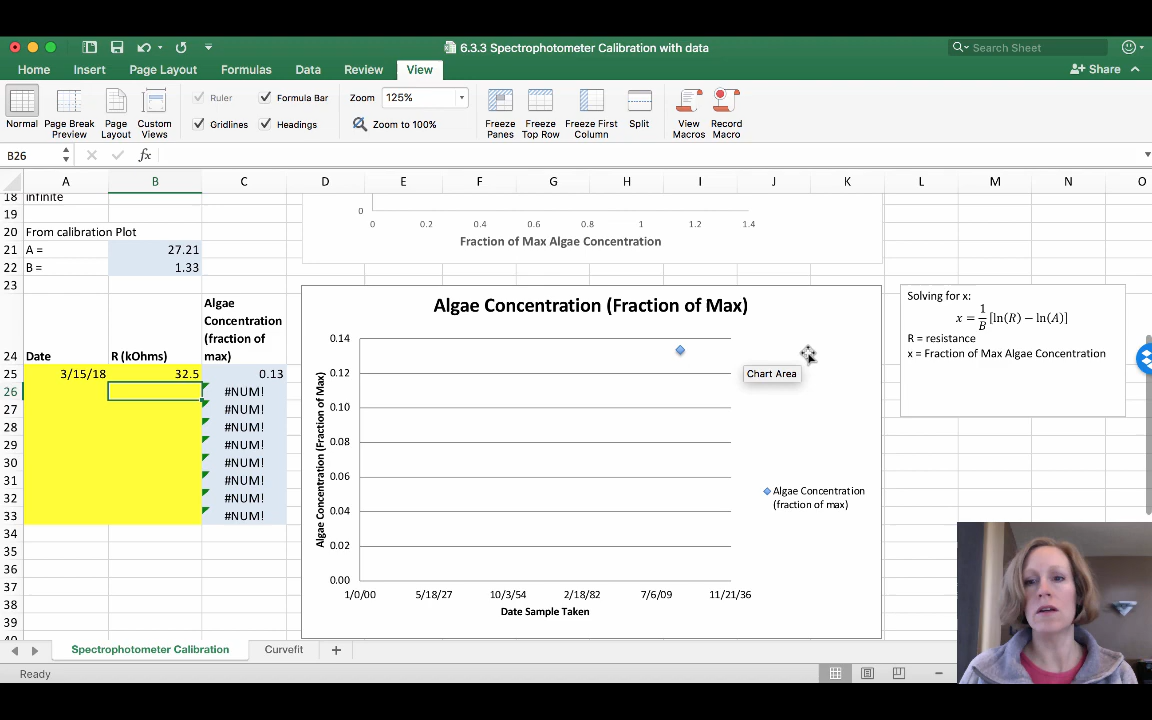 6.3.3 Spectrophotometer Calibration with data
Search Sheet
Home Insert Page Layout Formulas Data Review View
Share
Ruler Formula Bar Zoom 125%
Gridlines Headings Zoom to 100%
Normal Page Break Preview Page Layout Custom Views
Freeze Panes Freeze Top Row Freeze First Column Split
View Macros Record Macro
B26 fx
A B C D E F G H I J K L M N O
18 infinite
19
20 From calibration Plot
21 A = 27.21
22 B = 1.33
23
24 Date R (kOhms) Algae Concentration (fraction of max)
25 3/15/18 32.5 0.13
26 #NUM!
27 #NUM!
28 #NUM!
29 #NUM!
30 #NUM!
31 #NUM!
32 #NUM!
33 #NUM!
34
35
36
37
38
39
0
0 0.2 0.4 0.6 0.8 1 1.2 1.4
Fraction of Max Algae Concentration
Algae Concentration (Fraction of Max)
Algae Concentration (Fraction of Max)
0.14
0.12
0.10
0.08
0.06
0.04
0.02
0.00
1/0/00 5/18/27 10/3/54 2/18/82 7/6/09 11/21/36
Date Sample Taken
Chart Area
Algae Concentration
(fraction of max)
Solving for x:
x = 1/B [ln(R) − ln(A)]
R = resistance
x = Fraction of Max Algae Concentration
Spectrophotometer Calibration Curvefit
Ready